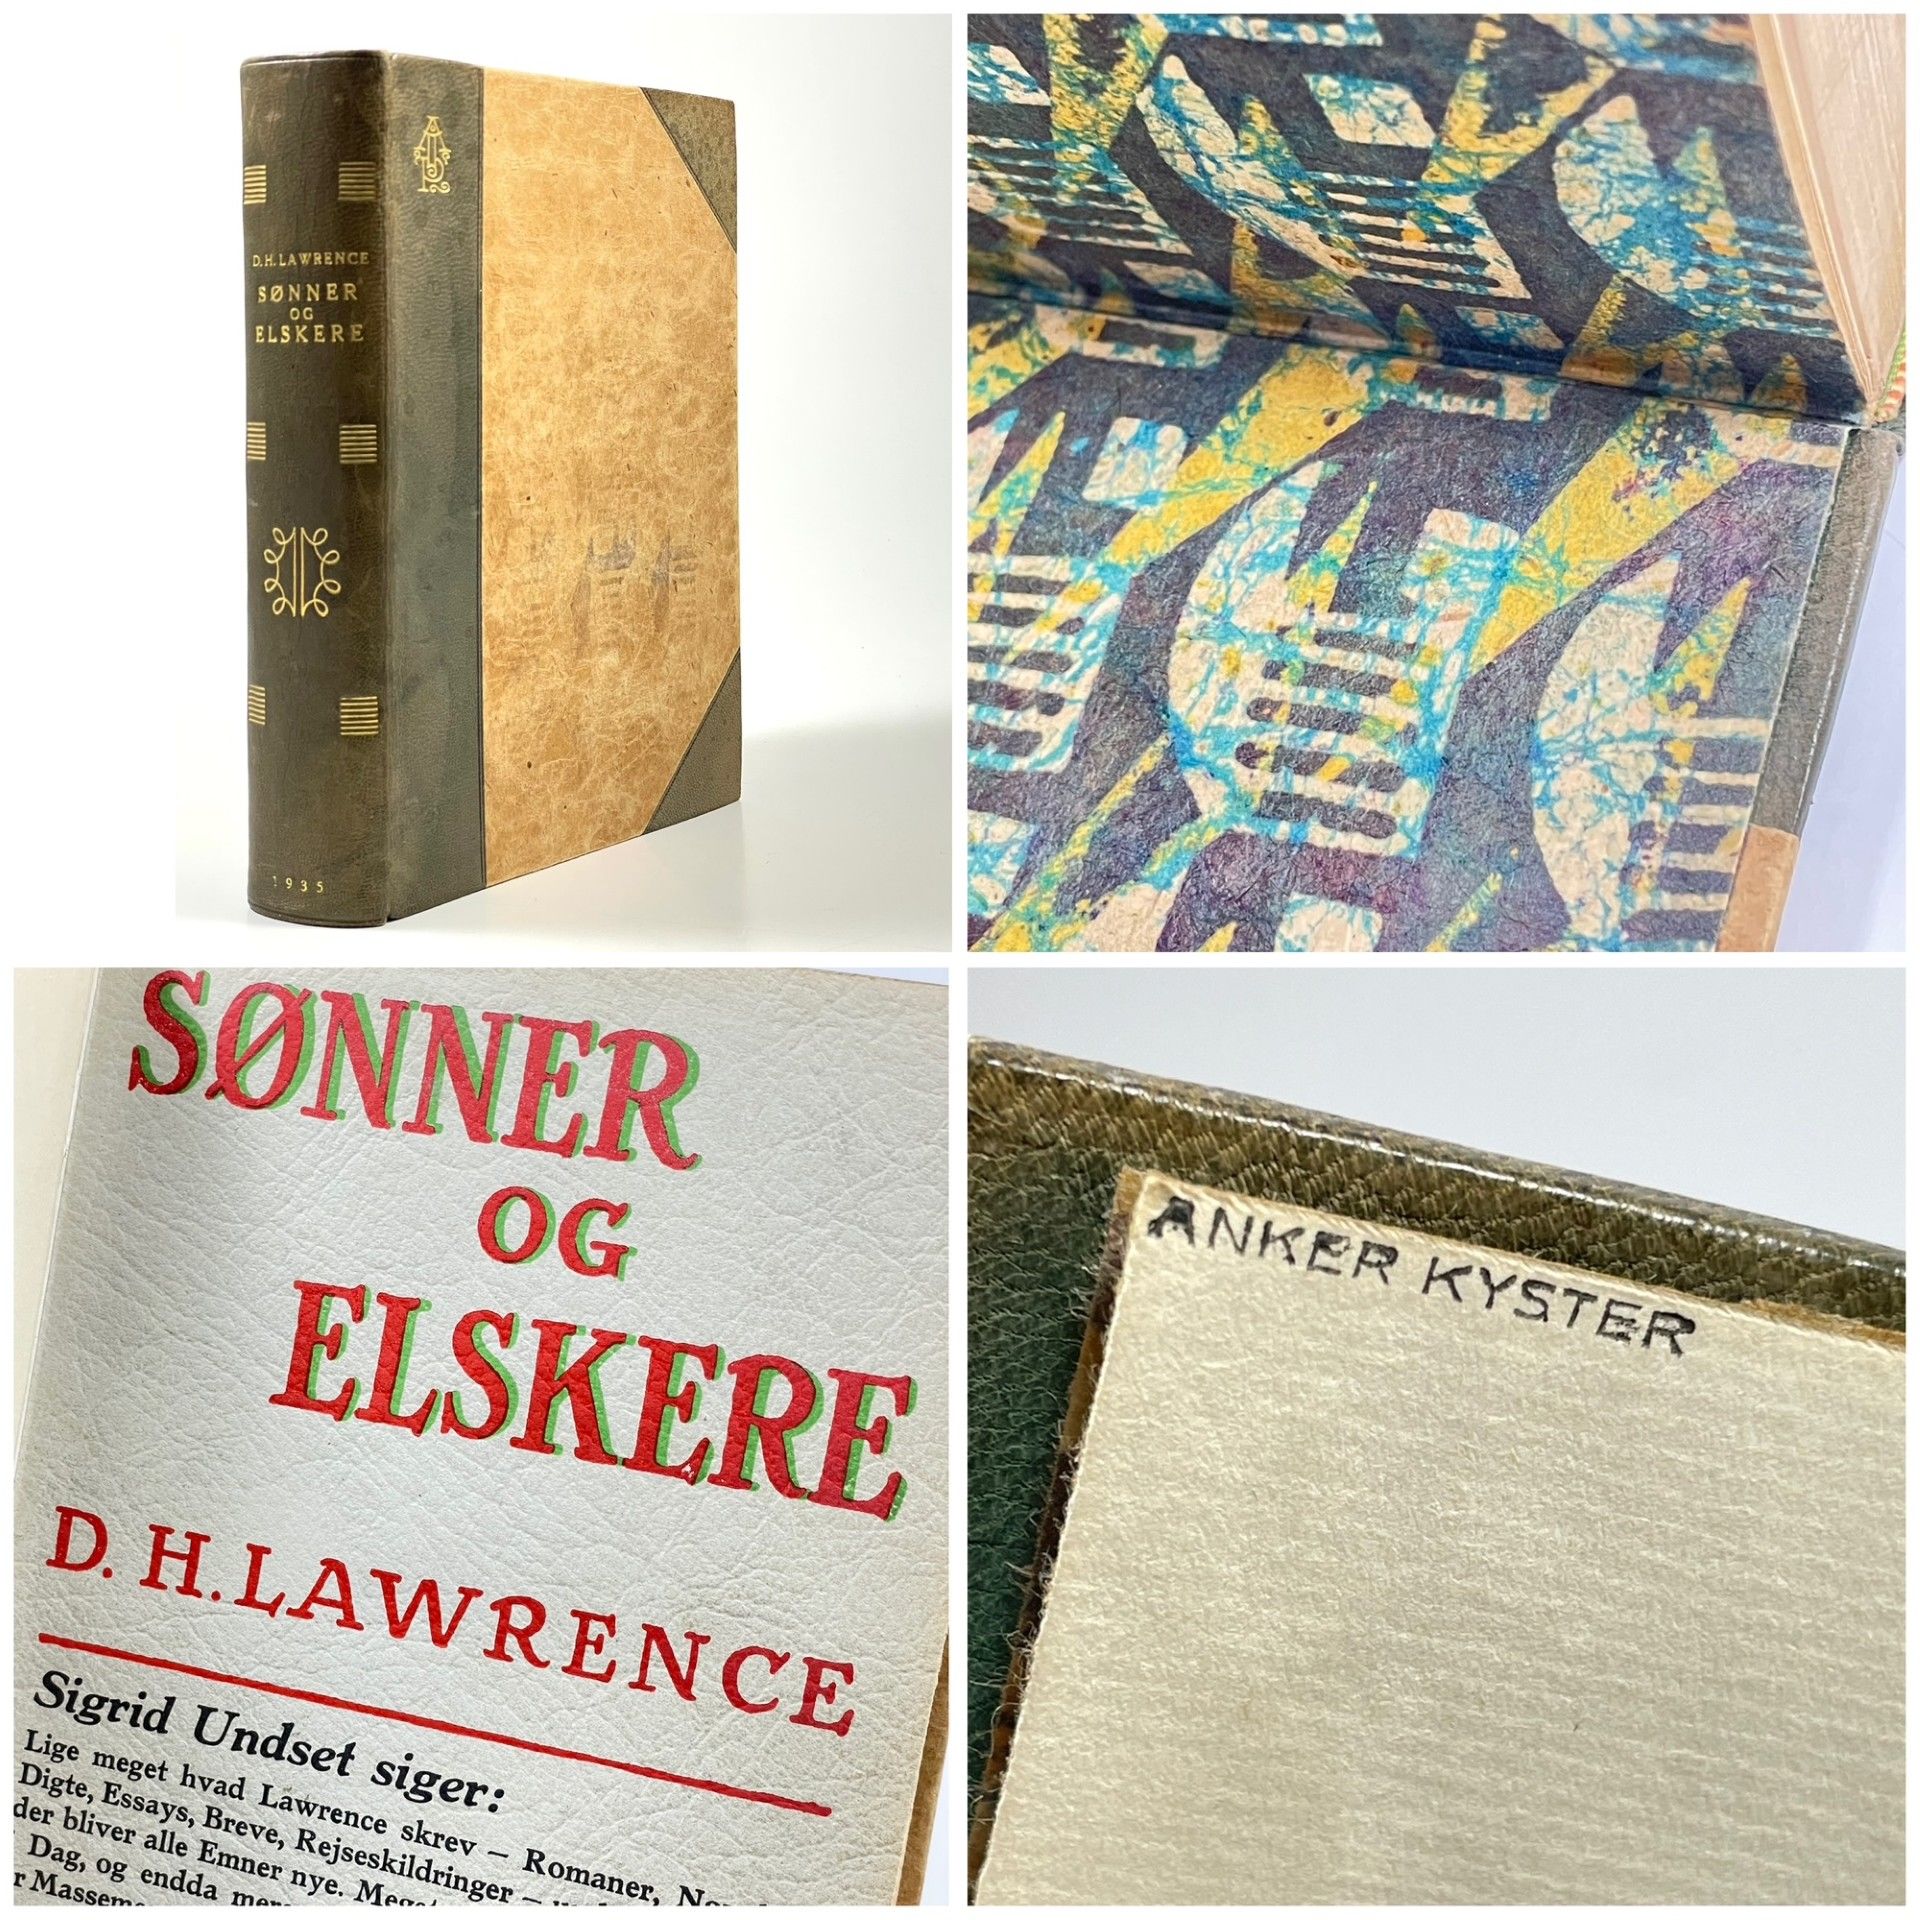 D.H. LAWRENCE
SØNNER
OG
ELSKERE
1935
SØNNER
OG
ELSKERE
D. H. LAWRENCE
Sigrid Undset siger:
Lige meget hvad Lawrence skrev — Romaner,
Digte, Essays, Breve, Rejseskildringer —
der bliver alle Emner nye.
Dag, og endda
ANKER KYSTER